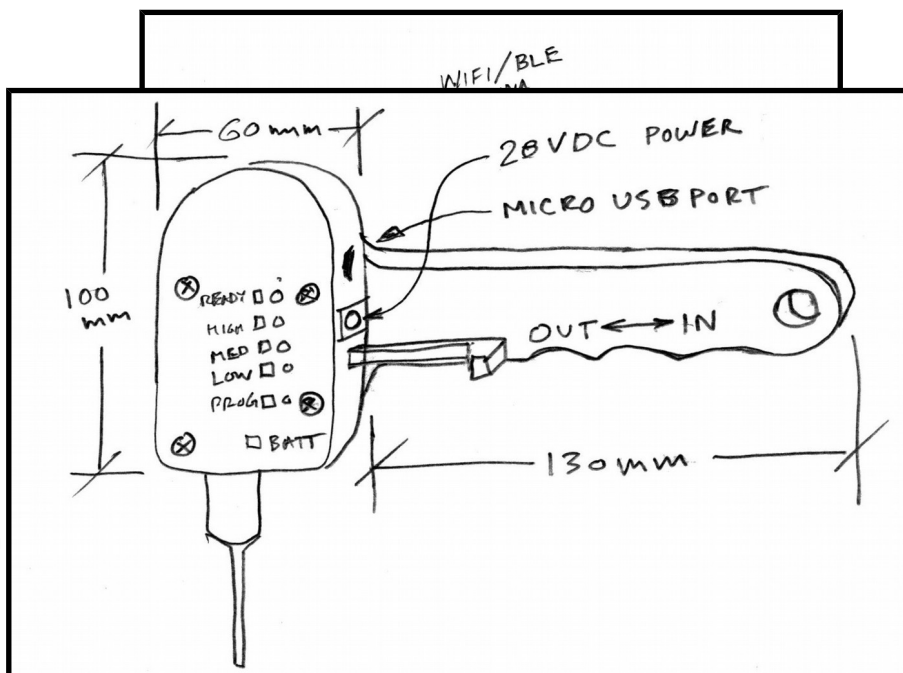 WIFI/BLE
60mm
28VDC POWER
MICRO USB PORT
100
mm
READY
HIGH
MED
LOW
PROG
BATT
OUT IN
130mm